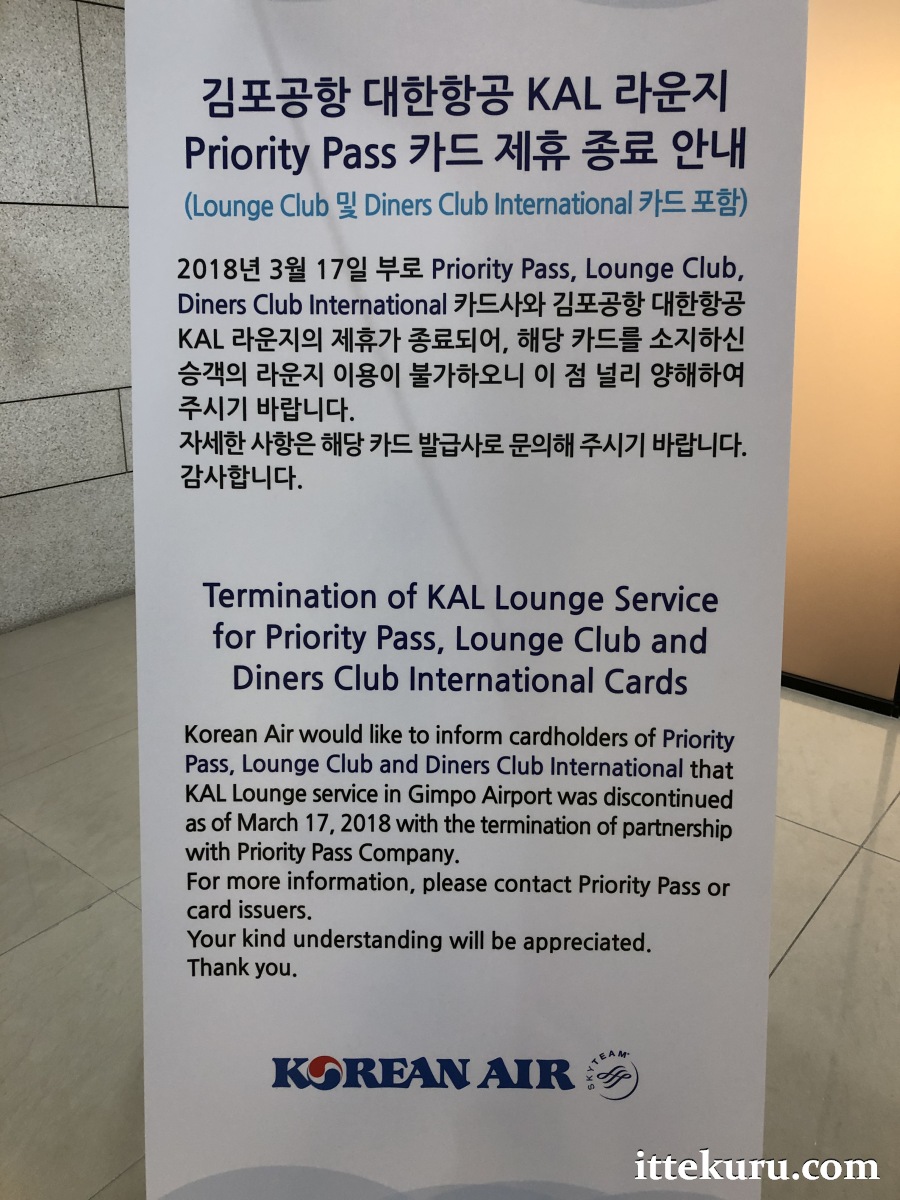 김포공항 대한항공 KAL 라운지
Priority Pass 카드 제휴 종료 안내
(Lounge Club 및 Diners Club International 카드 포함)
2018년 3월 17일 부로 Priority Pass, Lounge Club,
Diners Club International 카드사와 김포공항 대한항공
KAL 라운지의 제휴가 종료되어, 해당 카드를 소지하신
승객의 라운지 이용이 불가하오니 이 점 널리 양해하여
주시기 바랍니다.
자세한 사항은 해당 카드 발급사로 문의해 주시기 바랍니다.
감사합니다.
Termination of KAL Lounge Service
for Priority Pass, Lounge Club and
Diners Club International Cards
Korean Air would like to inform cardholders of Priority
Pass, Lounge Club and Diners Club International that
KAL Lounge service in Gimpo Airport was discontinued
as of March 17, 2018 with the termination of partnership
with Priority Pass Company.
For more information, please contact Priority Pass or
card issuers.
Your kind understanding will be appreciated.
Thank you.
KOREAN AIR SKYTEAM
ittekuru.com